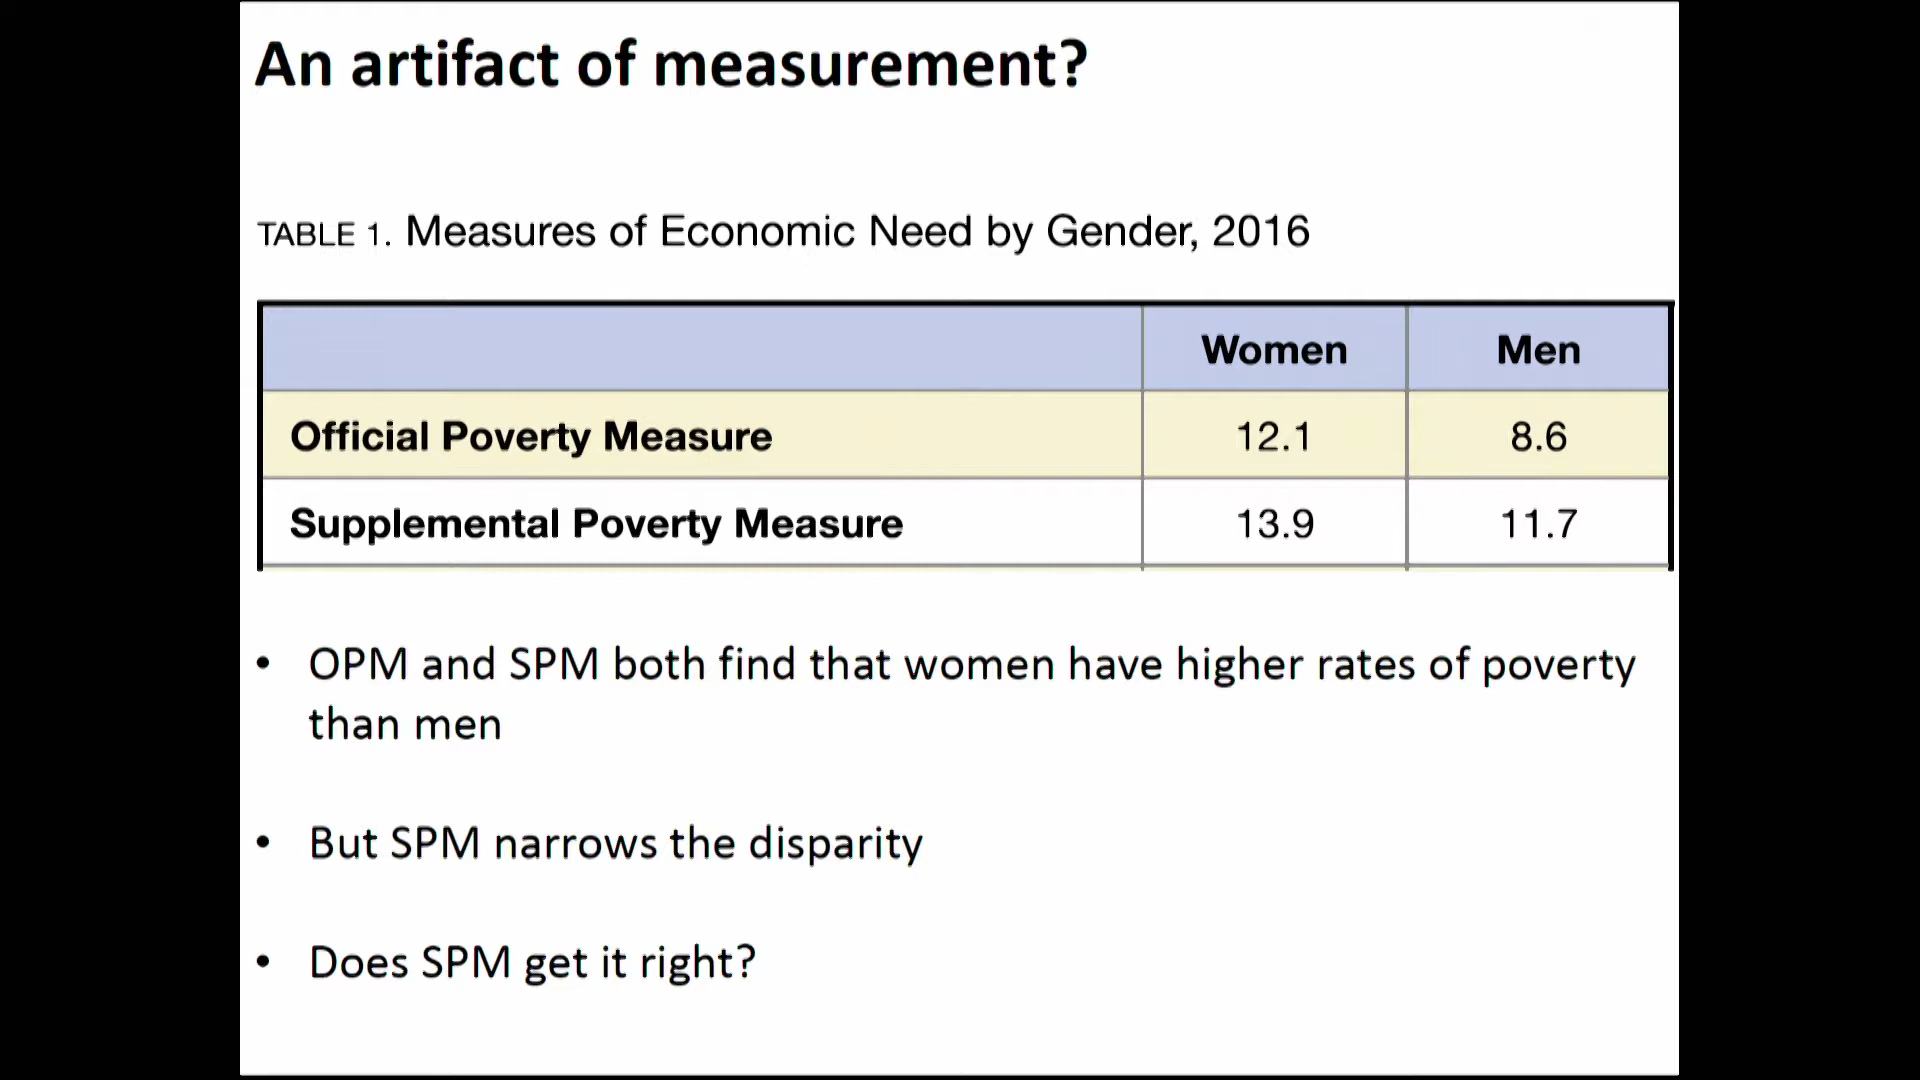 An artifact of measurement?
TABLE 1. Measures of Economic Need by Gender, 2016
Women Men
Official Poverty Measure 12.1 8.6
Supplemental Poverty Measure 13.9 11.7
• OPM and SPM both find that women have higher rates of poverty
than men
• But SPM narrows the disparity
• Does SPM get it right?